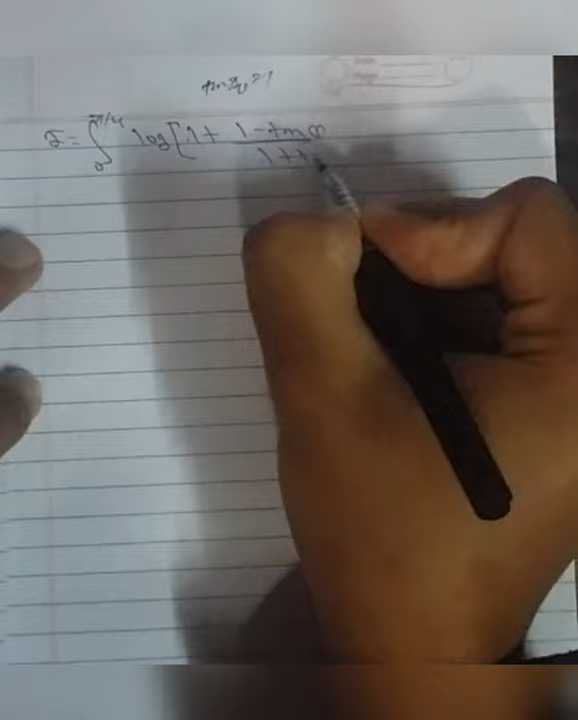 tan π/4 = 1
I = ∫₀^π/4 log[1 + (1 - tan θ)/(1 + t